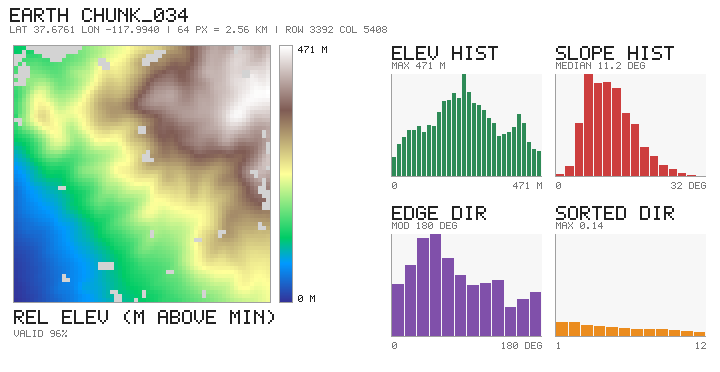 EARTH CHUNK_034
LAT 37.6761 LON -117.9940 | 64 PX = 2.56 KM | ROW 3392 COL 5408
471 M
0 M
REL ELEV (M ABOVE MIN)
VALID 96%
ELEV HIST
MAX 471 M
0 471 M
SLOPE HIST
MEDIAN 11.2 DEG
0 32 DEG
EDGE DIR
MOD 180 DEG
0 180 DEG
SORTED DIR
MAX 0.14
1 12